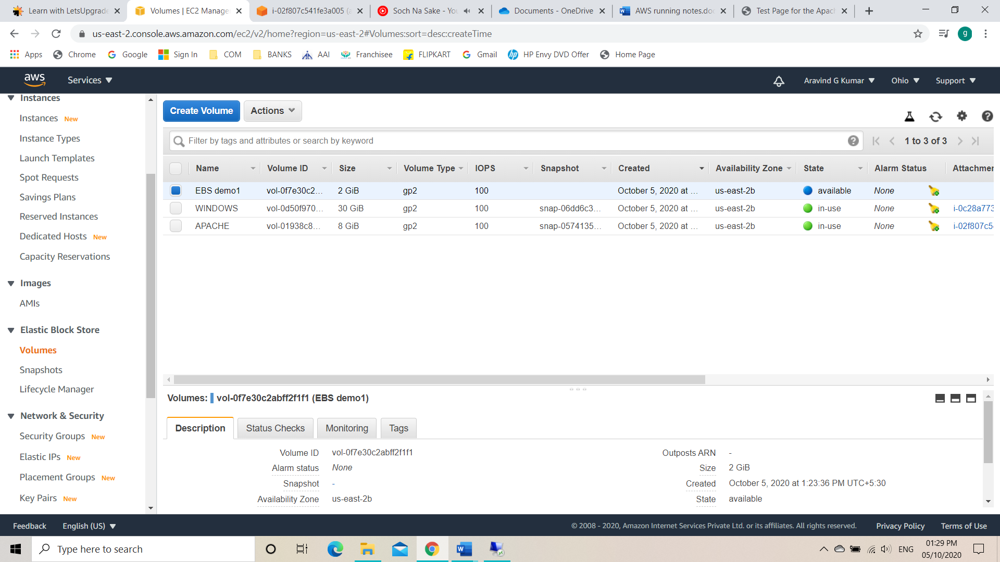 Learn with LetsUpgrade
Volumes | EC2 Manage
i-02f807c541fe3a005 (a
Soch Na Sake - You
Documents - OneDrive
AWS running notes.doc
Test Page for the Apach
us-east-2.console.aws.amazon.com/ec2/v2/home?region=us-east-2#Volumes:sort=desc:createTime
g
Apps
Chrome
Google
Sign In
COM
BANKS
AAI
Franchisee
FLIPKART
Gmail
HP Envy DVD Offer
Home Page
aws
Services
Aravind G Kumar
Ohio
Support
Instances
Instances New
Instance Types
Launch Templates
Spot Requests
Savings Plans
Reserved Instances
Dedicated Hosts New
Capacity Reservations
Images
AMIs
Elastic Block Store
Volumes
Snapshots
Lifecycle Manager
Network & Security
Security Groups New
Elastic IPs New
Placement Groups New
Key Pairs New
Create Volume
Actions
Filter by tags and attributes or search by keyword
1 to 3 of 3
Name Volume ID Size Volume Type IOPS Snapshot Created Availability Zone State Alarm Status Attachmer
EBS demo1 vol-0f7e30c2... 2 GiB gp2 100 October 5, 2020 at ... us-east-2b available None
WINDOWS vol-0d50f970... 30 GiB gp2 100 snap-06dd6c3... October 5, 2020 at ... us-east-2b in-use None i-0c28a773
APACHE vol-01938c8... 8 GiB gp2 100 snap-0574135... October 5, 2020 at ... us-east-2b in-use None i-02f807c5
Volumes: vol-0f7e30c2abff2f1f1 (EBS demo1)
Description
Status Checks
Monitoring
Tags
Volume ID vol-0f7e30c2abff2f1f1
Alarm status None
Snapshot -
Availability Zone us-east-2b
Outposts ARN -
Size 2 GiB
Created October 5, 2020 at 1:23:36 PM UTC+5:30
State available
Feedback
English (US)
© 2008 - 2020, Amazon Internet Services Private Ltd. or its affiliates. All rights reserved.
Privacy Policy
Terms of Use
Type here to search
ENG
01:29 PM
05/10/2020